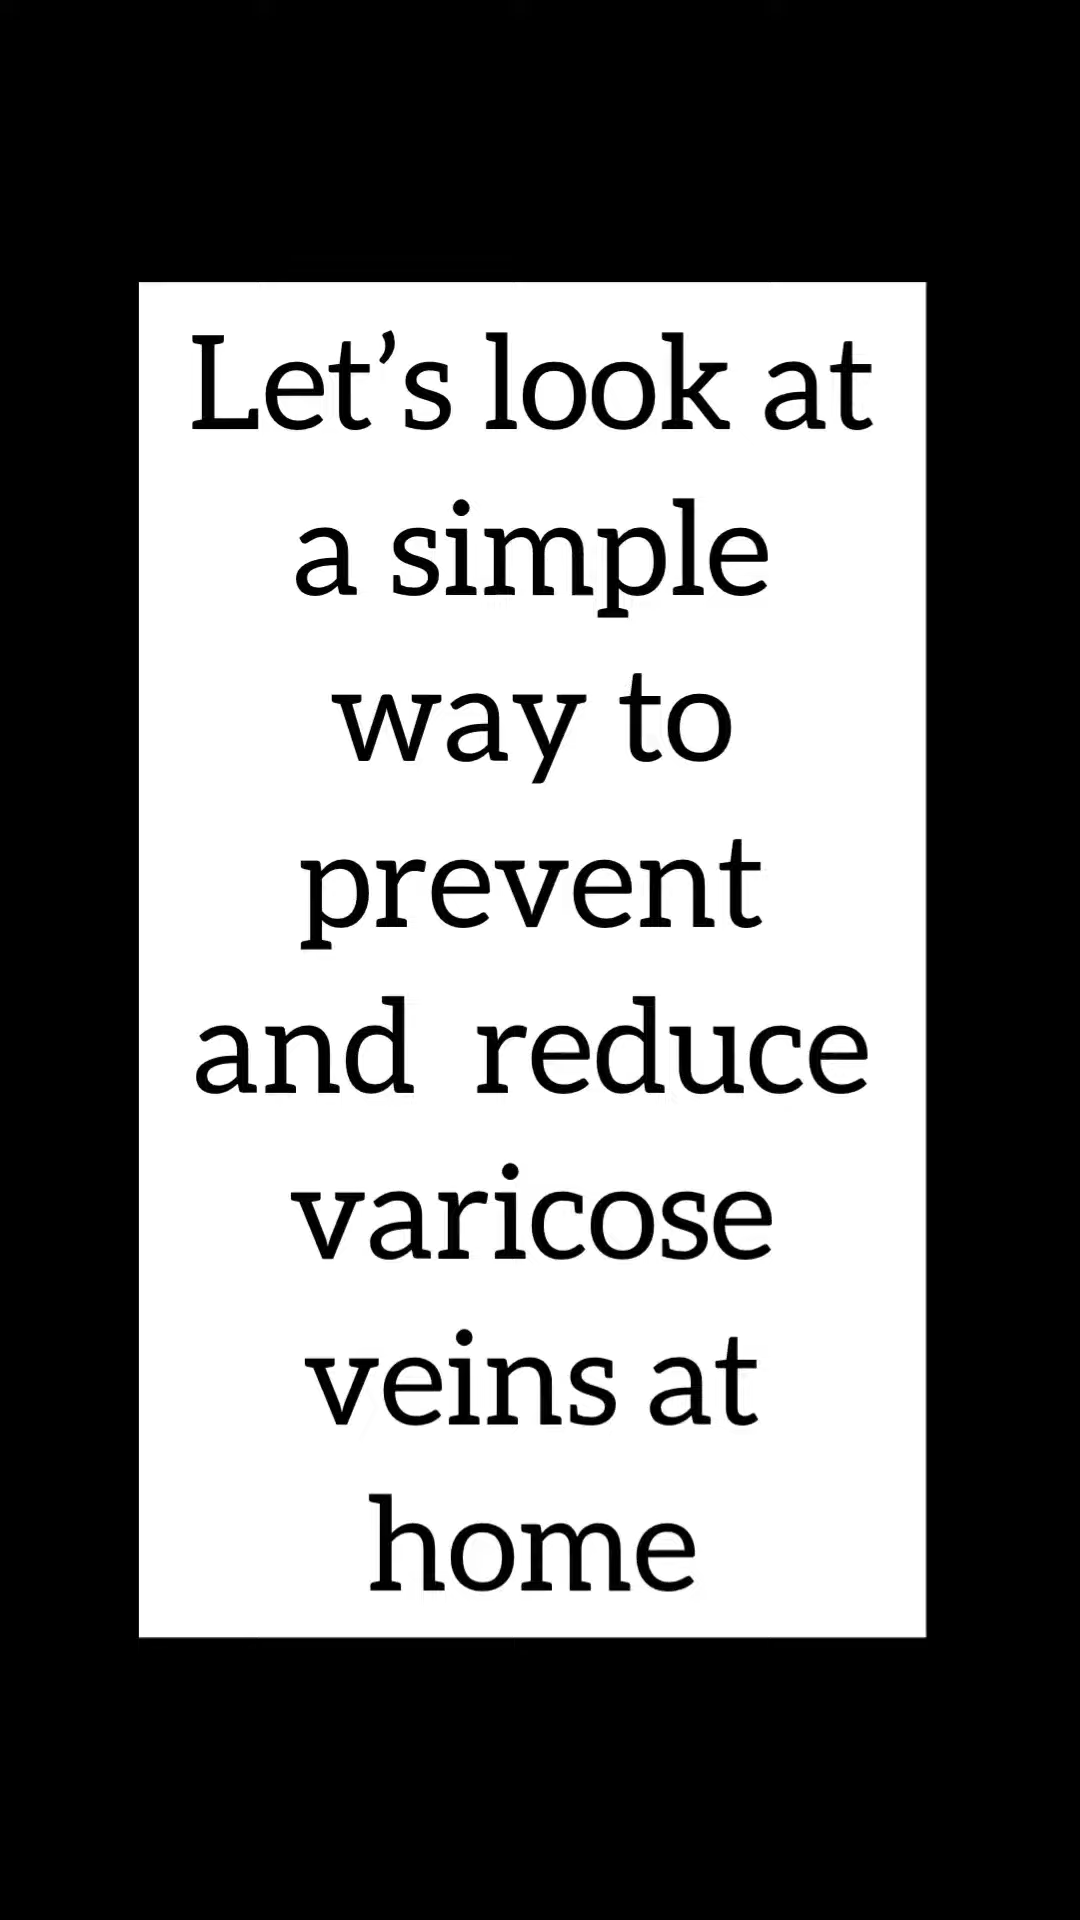 Let’s look at
a simple
way to
prevent
and  reduce
varicose
veins at
home